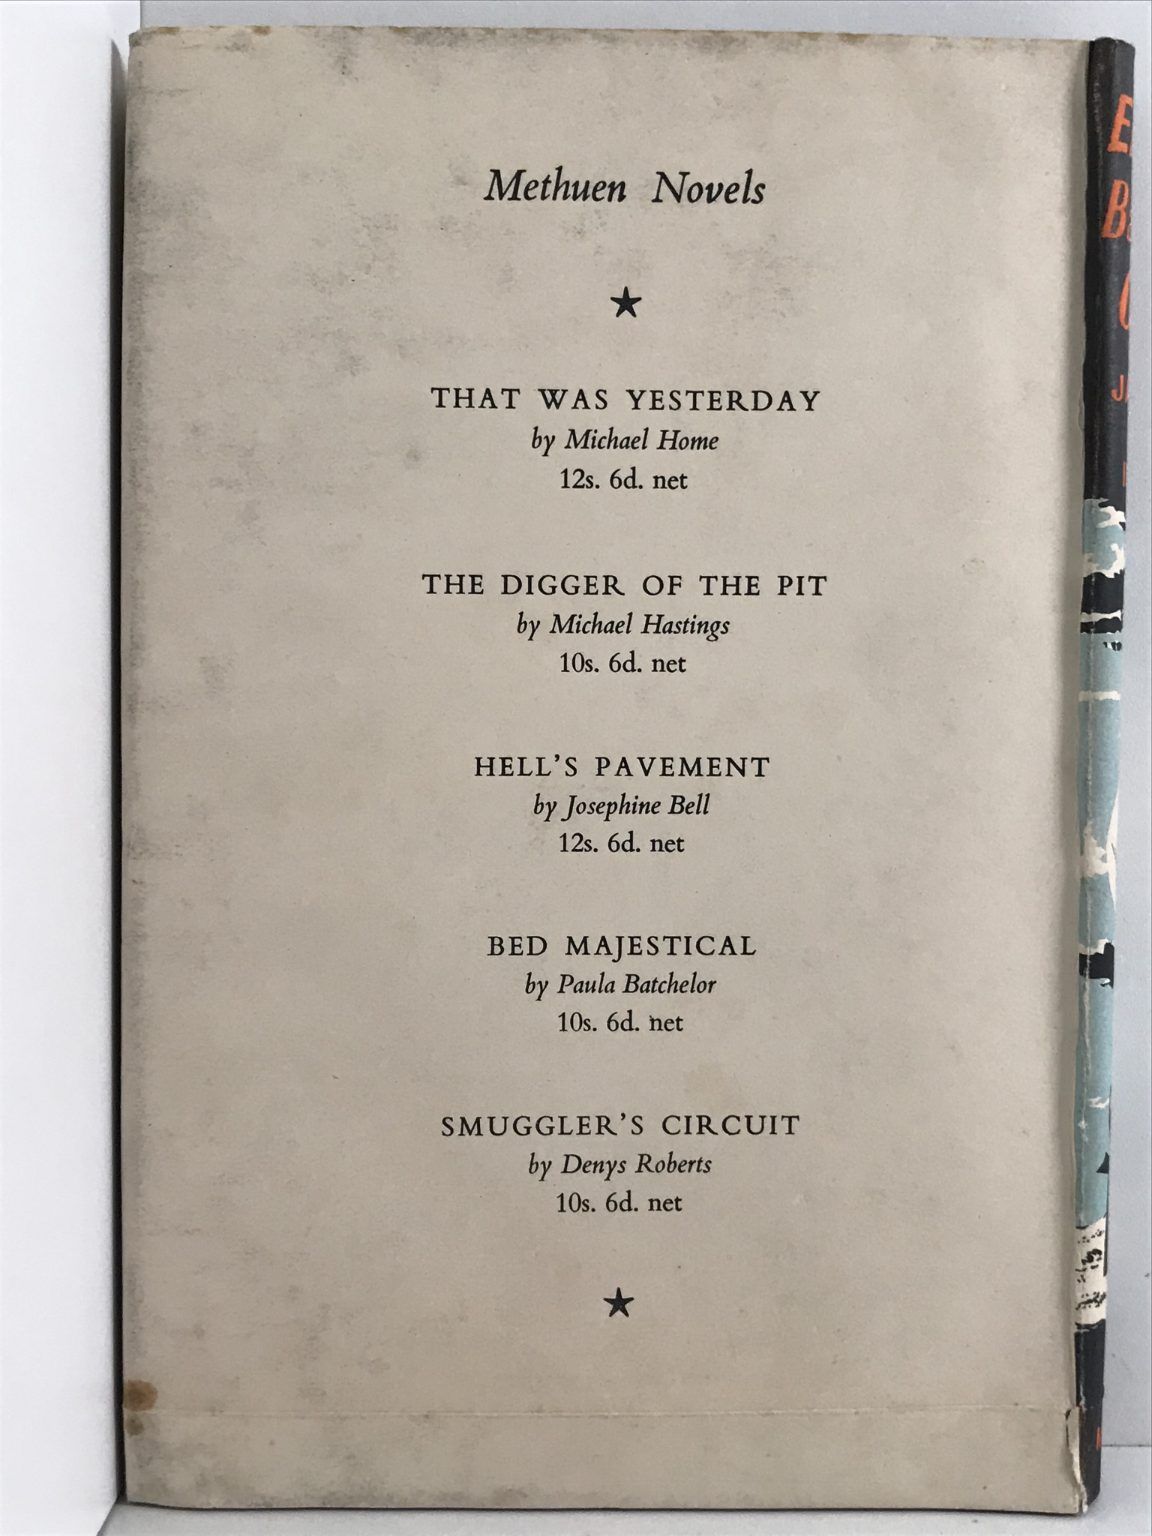 Methuen Novels
THAT WAS YESTERDAY
by Michael Home
12s. 6d. net
THE DIGGER OF THE PIT
by Michael Hastings
10s. 6d. net
HELL'S PAVEMENT
by Josephine Bell
12s. 6d. net
BED MAJESTICAL
by Paula Batchelor
10s. 6d. net
SMUGGLER'S CIRCUIT
by Denys Roberts
10s. 6d. net